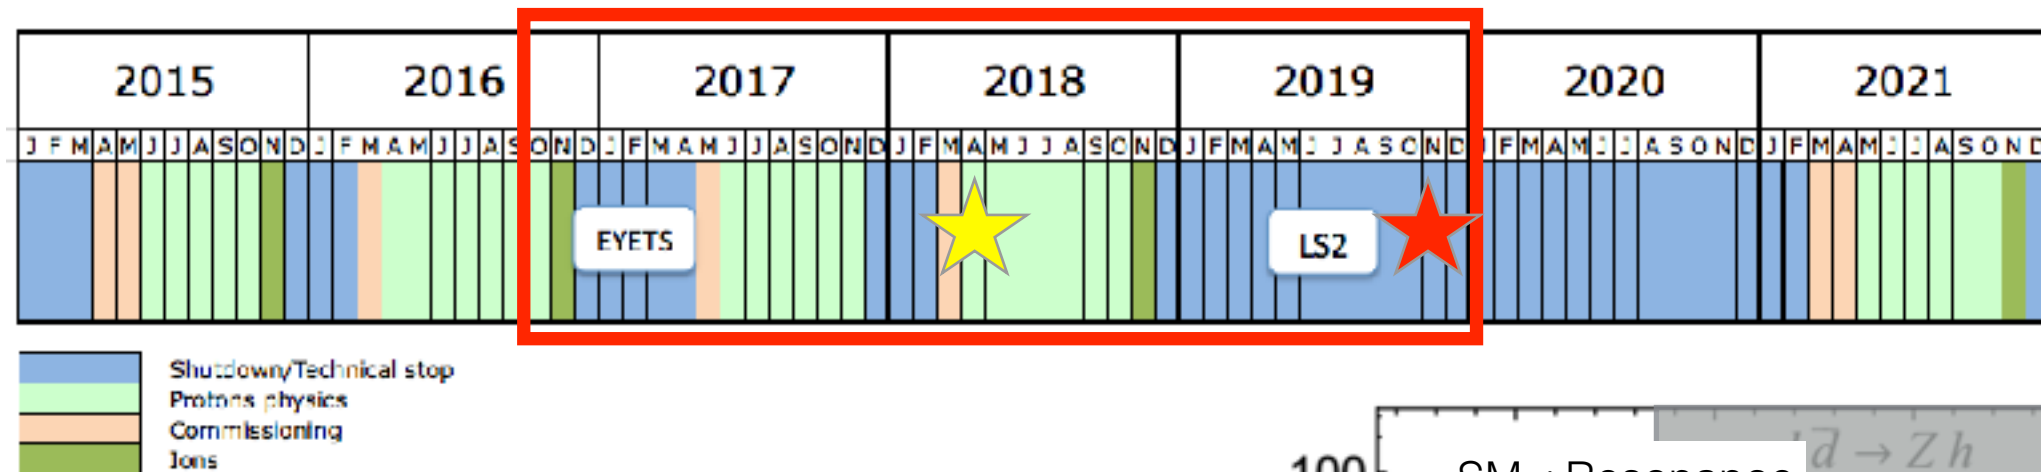 2015 2016 2017 2018 2019 2020 2021
J F M A M J J A S O N D J F M A M J J A S O N D J F M A M J J A S O N D J F M A M J J A S O N D J F M A M J J A S O N D J F M A M J J A S O N D J F M A M J J A S O N D
EYETS LS2
Shutdown/Technical stop
Protons physics
Commissioning
Ions
d̅ → Z h
100 SM + Resonance